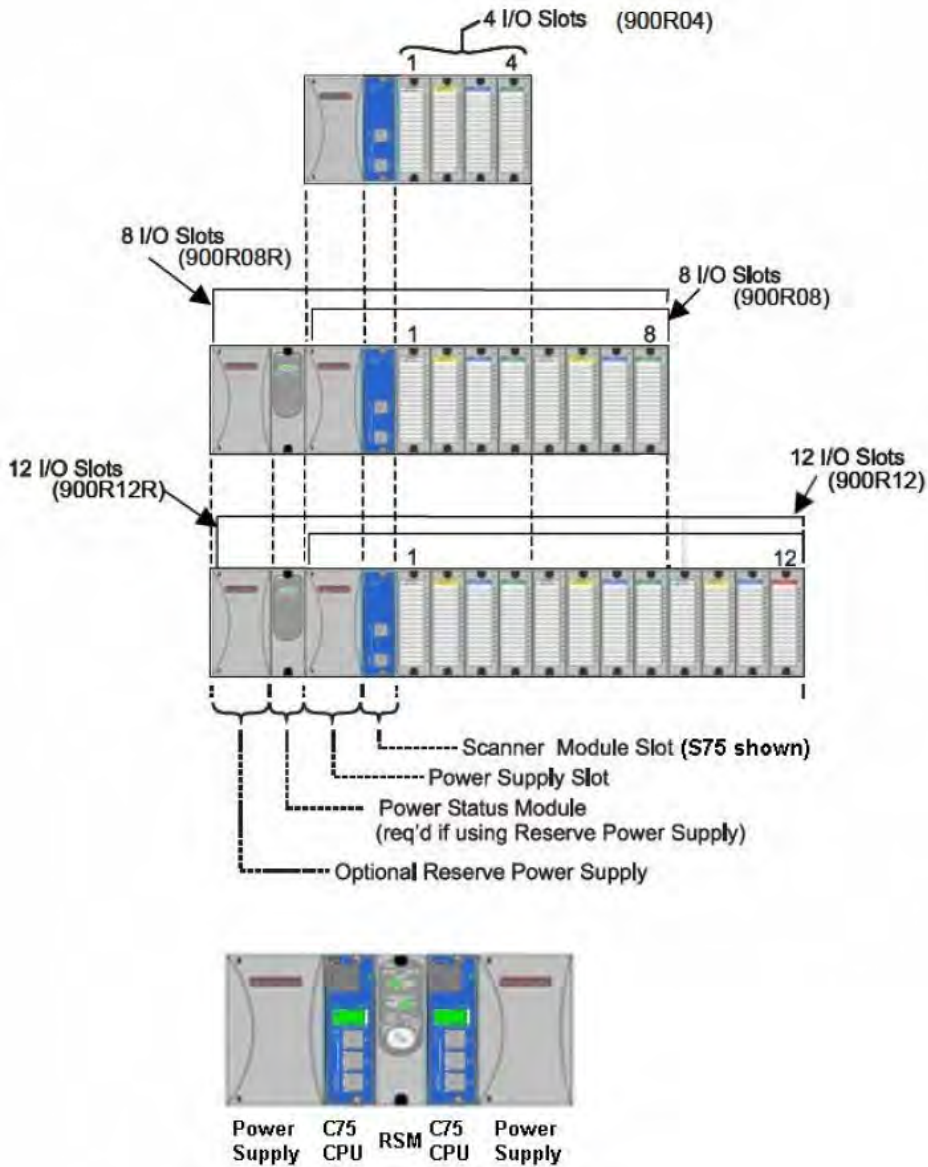 4 I/O Slots (900R04)
1 4
8 I/O Slots
(900R08R)
8 I/O Slots
(900R08)
1 8
12 I/O Slots
(900R12R)
12 I/O Slots
(900R12)
1 12
Scanner Module Slot (S75 shown)
Power Supply Slot
Power Status Module
(req'd if using Reserve Power Supply)
Optional Reserve Power Supply
Power Supply
C75 CPU
RSM
C75 CPU
Power Supply